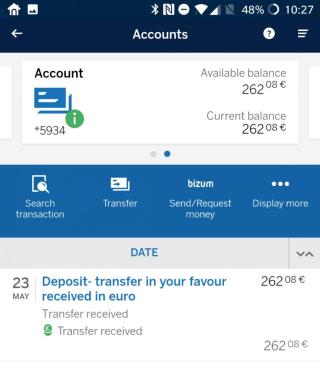 48% 10:27
Accounts
Account
Available balance
262 08 €
Current balance
*5934
262 08 €
Search transaction
Transfer
bizum
Send/Request money
Display more
DATE
23 MAY
Deposit- transfer in your favour
received in euro
262 08 €
Transfer received
Transfer received
262 08 €